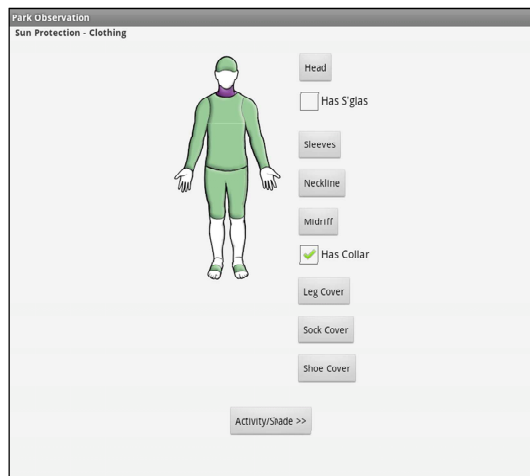 Park Observation
Sun Protection - Clothing
Head
Has S'glas
Sleeves
Neckline
Midriff
Has Collar
Leg Cover
Sock Cover
Shoe Cover
Activity/Shade >>